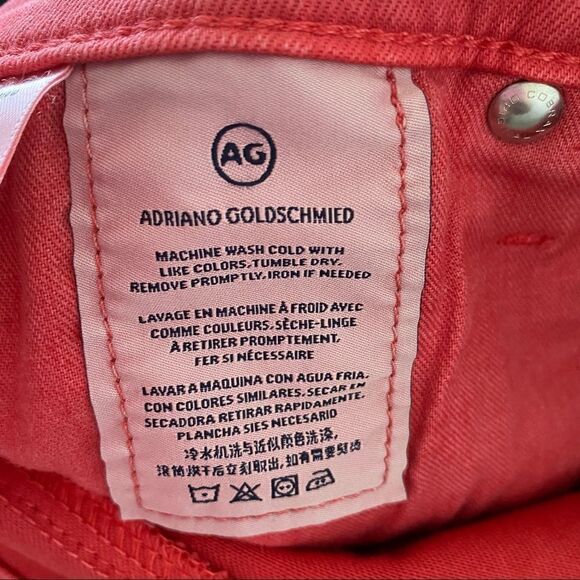 AG
ADRIANO GOLDSCHMIED
MACHINE WASH COLD WITH
LIKE COLORS, TUMBLE DRY.
REMOVE PROMPTLY, IRON IF NEEDED
LAVAGE EN MACHINE À FROID AVEC
COMME COULEURS, SÈCHE-LINGE
À RETIRER PROMPTEMENT,
FER SI NÉCESSAIRE
LAVAR A MAQUINA CON AGUA FRIA.
CON COLORES SIMILARES, SECAR EN
SECADORA RETIRAR RAPIDAMENTE.
PLANCHA SIES NECESARIO
冷水机洗与近似颜色洗涤,
滚筒烘干后立刻取出,如有需要熨烫